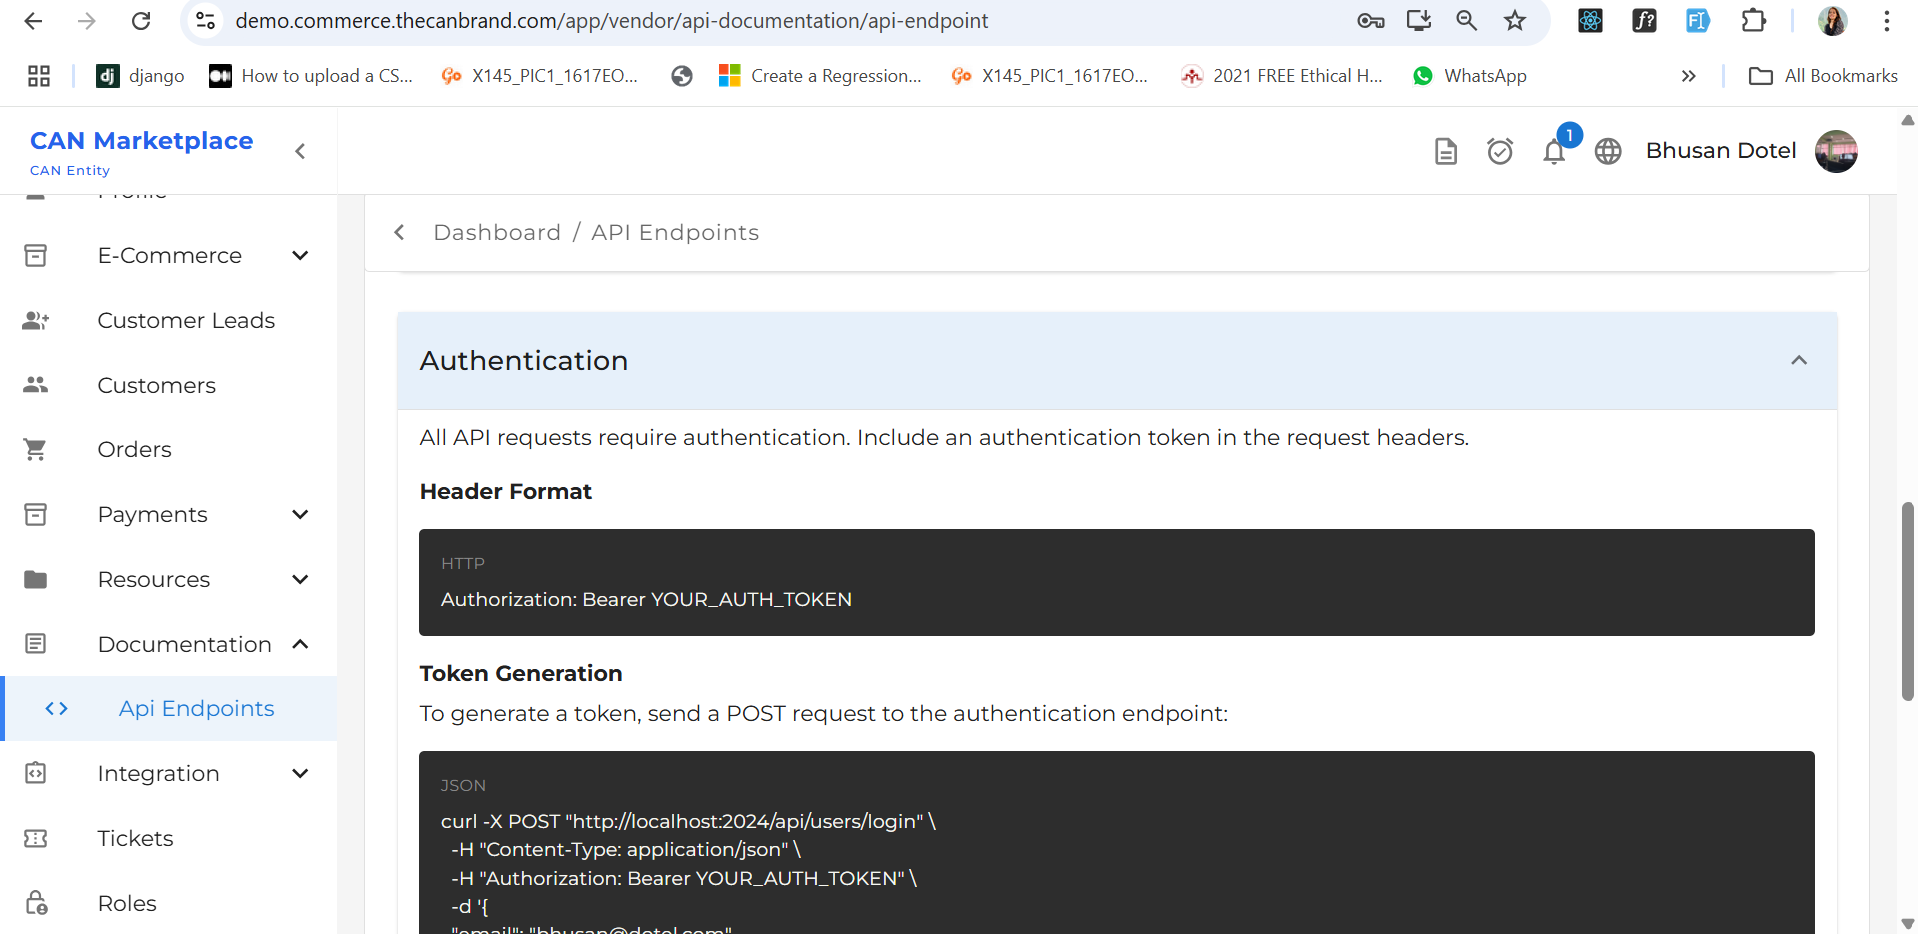 demo.commerce.thecanbrand.com/app/vendor/api-documentation/api-endpoint
django
How to upload a CS...
X145_PIC1_1617EO...
Create a Regression...
X145_PIC1_1617EO...
2021 FREE Ethical H...
WhatsApp
All Bookmarks
CAN Marketplace
CAN Entity
1
Bhusan Dotel
Profile
E-Commerce
Customer Leads
Customers
Orders
Payments
Resources
Documentation
Api Endpoints
Integration
Tickets
Roles
Dashboard / API Endpoints
Authentication
All API requests require authentication. Include an authentication token in the request headers.
Header Format
HTTP
Authorization: Bearer YOUR_AUTH_TOKEN
Token Generation
To generate a token, send a POST request to the authentication endpoint:
JSON
curl -X POST "http://localhost:2024/api/users/login" \
-H "Content-Type: application/json" \
-H "Authorization: Bearer YOUR_AUTH_TOKEN" \
-d '{
"email": "bhusan@dotel.com"